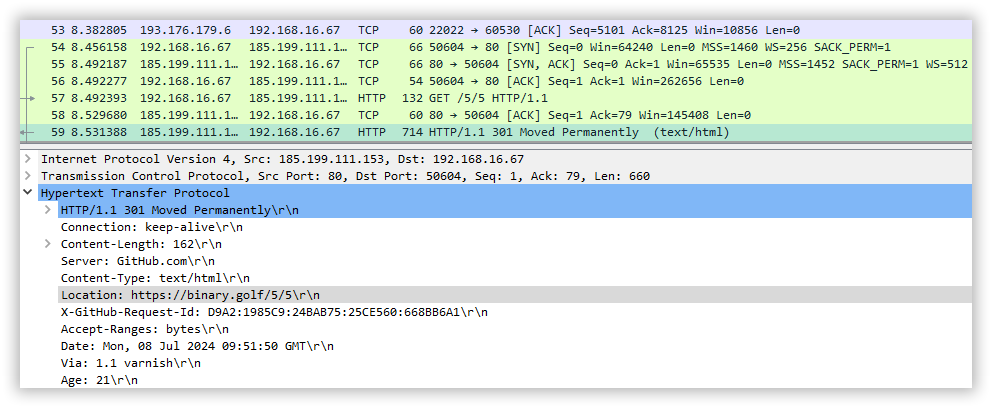 53 8.382805 193.176.179.6 192.168.16.67 TCP 60 22022 → 60530 [ACK] Seq=5101 Ack=8125 Win=10856 Len=0
54 8.456158 192.168.16.67 185.199.111.1… TCP 66 50604 → 80 [SYN] Seq=0 Win=64240 Len=0 MSS=1460 WS=256 SACK_PERM=1
55 8.492187 185.199.111.1… 192.168.16.67 TCP 66 80 → 50604 [SYN, ACK] Seq=0 Ack=1 Win=65535 Len=0 MSS=1452 SACK_PERM=1 WS=512
56 8.492277 192.168.16.67 185.199.111.1… TCP 54 50604 → 80 [ACK] Seq=1 Ack=1 Win=262656 Len=0
57 8.492393 192.168.16.67 185.199.111.1… HTTP 132 GET /5/5 HTTP/1.1
58 8.529680 185.199.111.1… 192.168.16.67 TCP 60 80 → 50604 [ACK] Seq=1 Ack=79 Win=145408 Len=0
59 8.531388 185.199.111.1… 192.168.16.67 HTTP 714 HTTP/1.1 301 Moved Permanently (text/html)
Internet Protocol Version 4, Src: 185.199.111.153, Dst: 192.168.16.67
Transmission Control Protocol, Src Port: 80, Dst Port: 50604, Seq: 1, Ack: 79, Len: 660
Hypertext Transfer Protocol
HTTP/1.1 301 Moved Permanently\r\n
Connection: keep-alive\r\n
Content-Length: 162\r\n
Server: GitHub.com\r\n
Content-Type: text/html\r\n
Location: https://binary.golf/5/5\r\n
X-GitHub-Request-Id: D9A2:1985C9:24BAB75:25CE560:668BB6A1\r\n
Accept-Ranges: bytes\r\n
Date: Mon, 08 Jul 2024 09:51:50 GMT\r\n
Via: 1.1 varnish\r\n
Age: 21\r\n